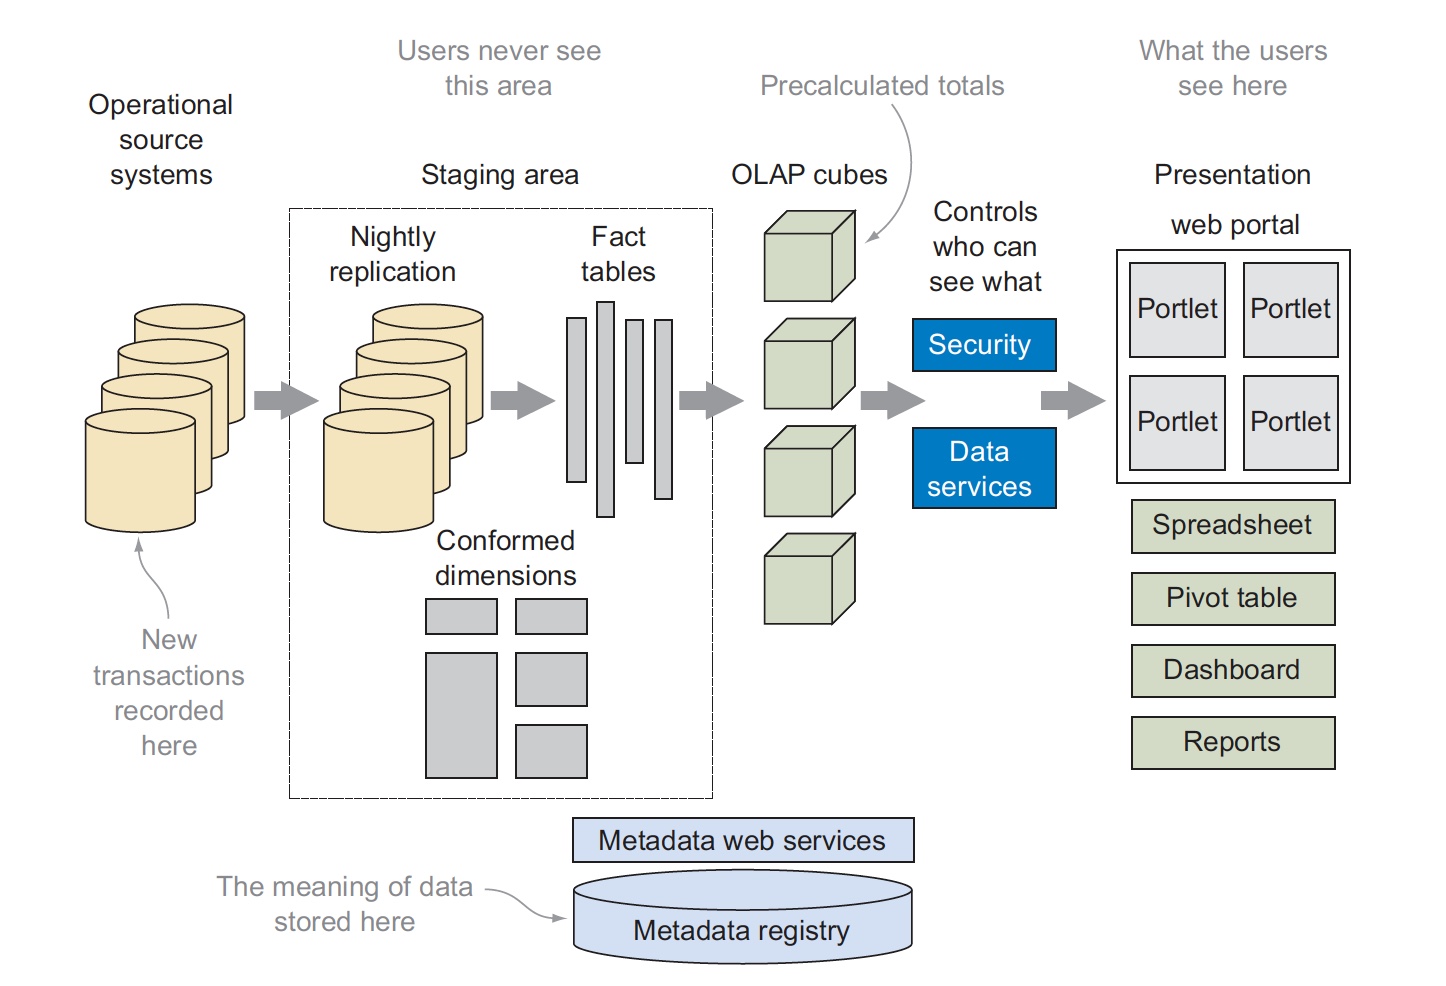 Users never see
this area
What the users
see here
Precalculated totals
Operational
source
systems
Staging area
OLAP cubes
Presentation
web portal
Controls
who can
see what
Nightly
replication
Fact
tables
Security
Data
services
Portlet
Portlet
Portlet
Portlet
Spreadsheet
Pivot table
Dashboard
Reports
Conformed
dimensions
New
transactions
recorded
here
Metadata web services
Metadata registry
The meaning of data
stored here